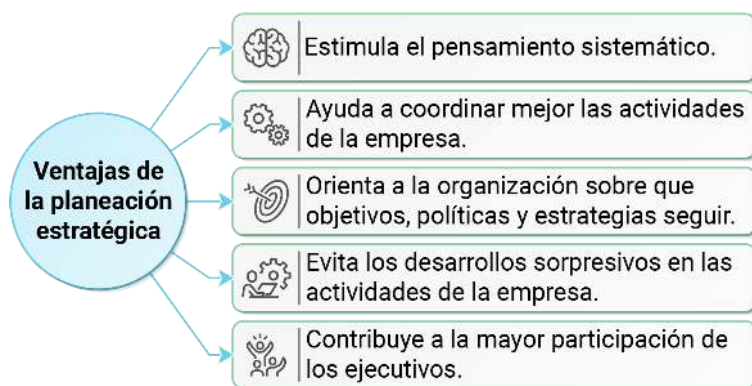 Ventajas de
la planeación
estratégica
Estimula el pensamiento sistemático.
Ayuda a coordinar mejor las actividades
de la empresa.
Orienta a la organización sobre que
objetivos, políticas y estrategias seguir.
Evita los desarrollos sorpresivos en las
actividades de la empresa.
Contribuye a la mayor participación de
los ejecutivos.